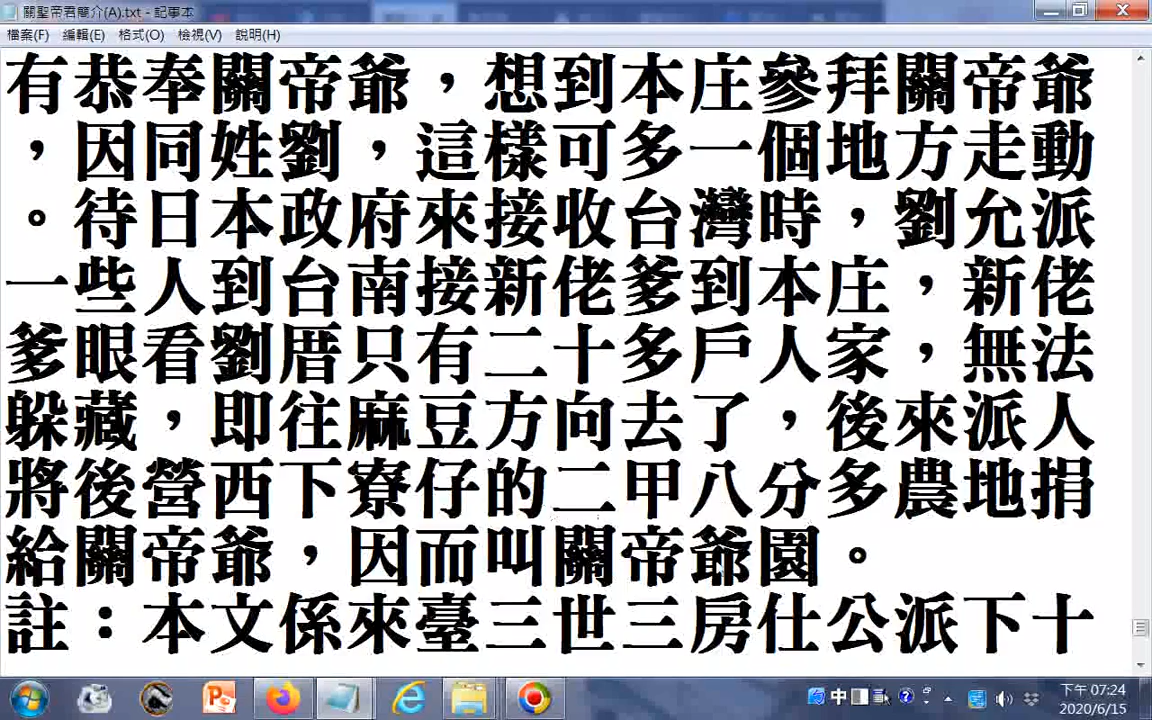 關聖帝君簡介(A).txt - 記事本
檔案(F) 編輯(E) 格式(O) 檢視(V) 說明(H)
有恭奉關帝爺，想到本庄參拜關帝爺
，因同姓劉，這樣可多一個地方走動
。待日本政府來接收台灣時，劉允派
一些人到台南接新佬爹到本庄，新佬
爹眼看劉厝只有二十多戶人家，無法
躲藏，即往麻豆方向去了，後來派人
將後營西下寮仔的二甲八分多農地捐
給關帝爺，因而叫關帝爺園。
註：本文係來臺三世三房仕公派下十
中
下午 07:24
2020/6/15